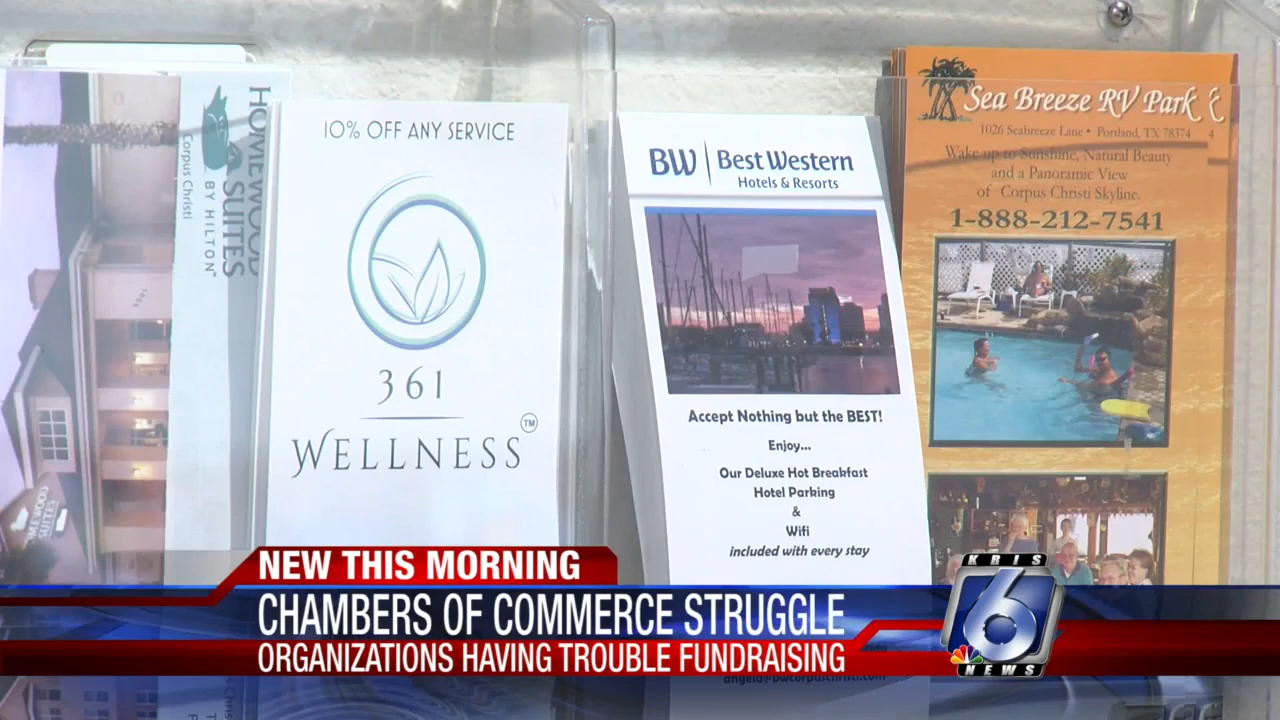 HOMEWOOD
SUITES
BY HILTON
Corpus Christi
10% OFF ANY SERVICE
361
WELLNESS
TM
BW | Best Western
Hotels & Resorts
Accept Nothing but the BEST!
Enjoy...
Our Deluxe Hot Breakfast
Hotel Parking
&
Wifi
included with every stay
angela@bwcorpuschristi.com
Sea Breeze RV Park
1026 Seabreeze Lane • Portland, TX 78374
Wake up to Sunshine, Natural Beauty
and a Panoramic View
of Corpus Christi Skyline.
1-888-212-7541
NEW THIS MORNING
CHAMBERS OF COMMERCE STRUGGLE
ORGANIZATIONS HAVING TROUBLE FUNDRAISING
KRIS
6
NEWS